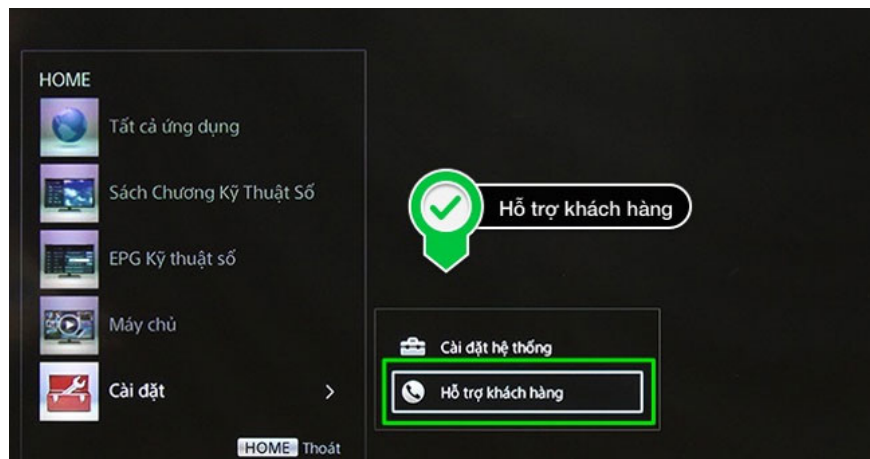 HOME
Tất cả ứng dụng
Sách Chương Kỹ Thuật Số
EPG Kỹ thuật số
Máy chủ
Cài đặt
HOME Thoát
Hỗ trợ khách hàng
Cài đặt hệ thống
Hỗ trợ khách hàng